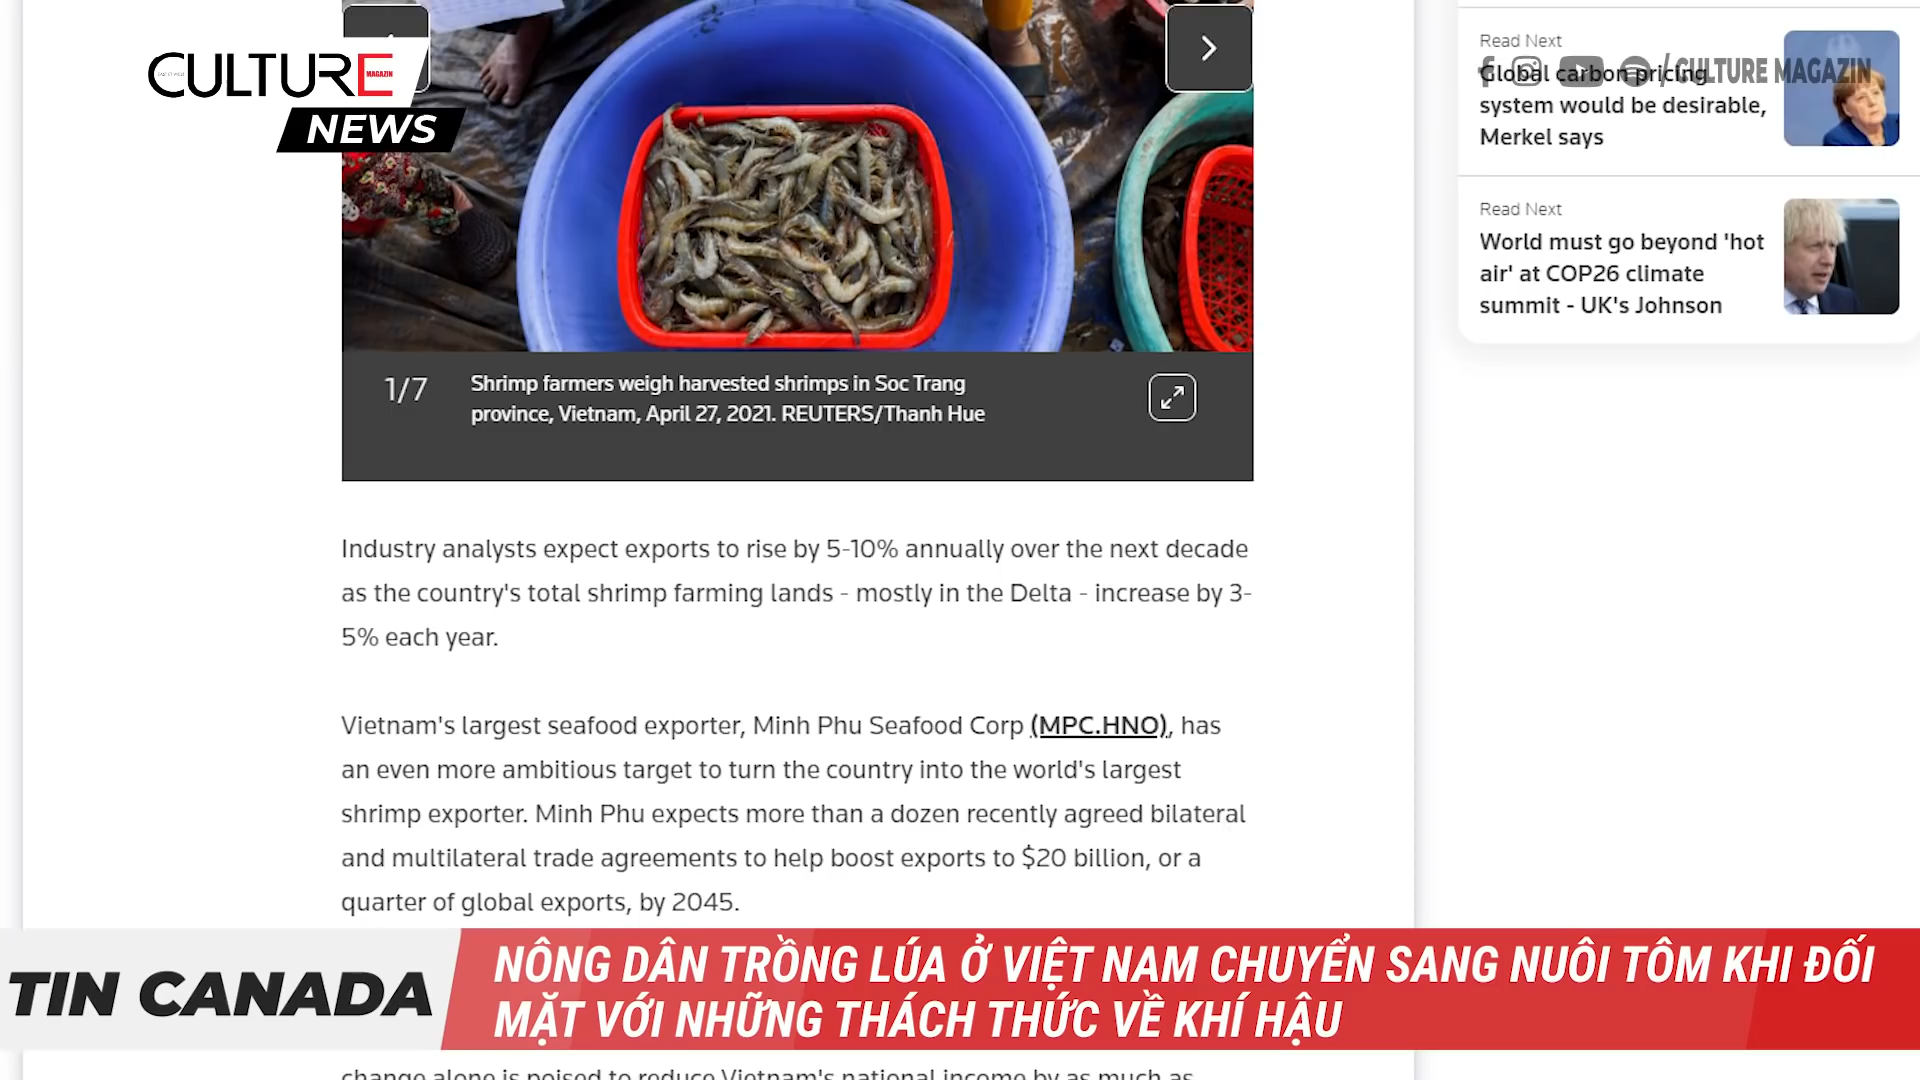 CULTURE
MAGAZIN
NEWS
1/7
Shrimp farmers weigh harvested shrimps in Soc Trang
province, Vietnam, April 27, 2021. REUTERS/Thanh Hue
Industry analysts expect exports to rise by 5-10% annually over the next decade
as the country's total shrimp farming lands - mostly in the Delta - increase by 3-
5% each year.
Vietnam's largest seafood exporter, Minh Phu Seafood Corp (MPC.HNO), has
an even more ambitious target to turn the country into the world's largest
shrimp exporter. Minh Phu expects more than a dozen recently agreed bilateral
and multilateral trade agreements to help boost exports to $20 billion, or a
quarter of global exports, by 2045.
change alone is poised to reduce Vietnam's national income by as much as
Read Next
Global carbon pricing
system would be desirable,
Merkel says
/ CULTURE MAGAZIN
Read Next
World must go beyond 'hot
air' at COP26 climate
summit - UK's Johnson
TIN CANADA
NÔNG DÂN TRỒNG LÚA Ở VIỆT NAM CHUYỂN SANG NUÔI TÔM KHI ĐỐI
MẶT VỚI NHỮNG THÁCH THỨC VỀ KHÍ HẬU